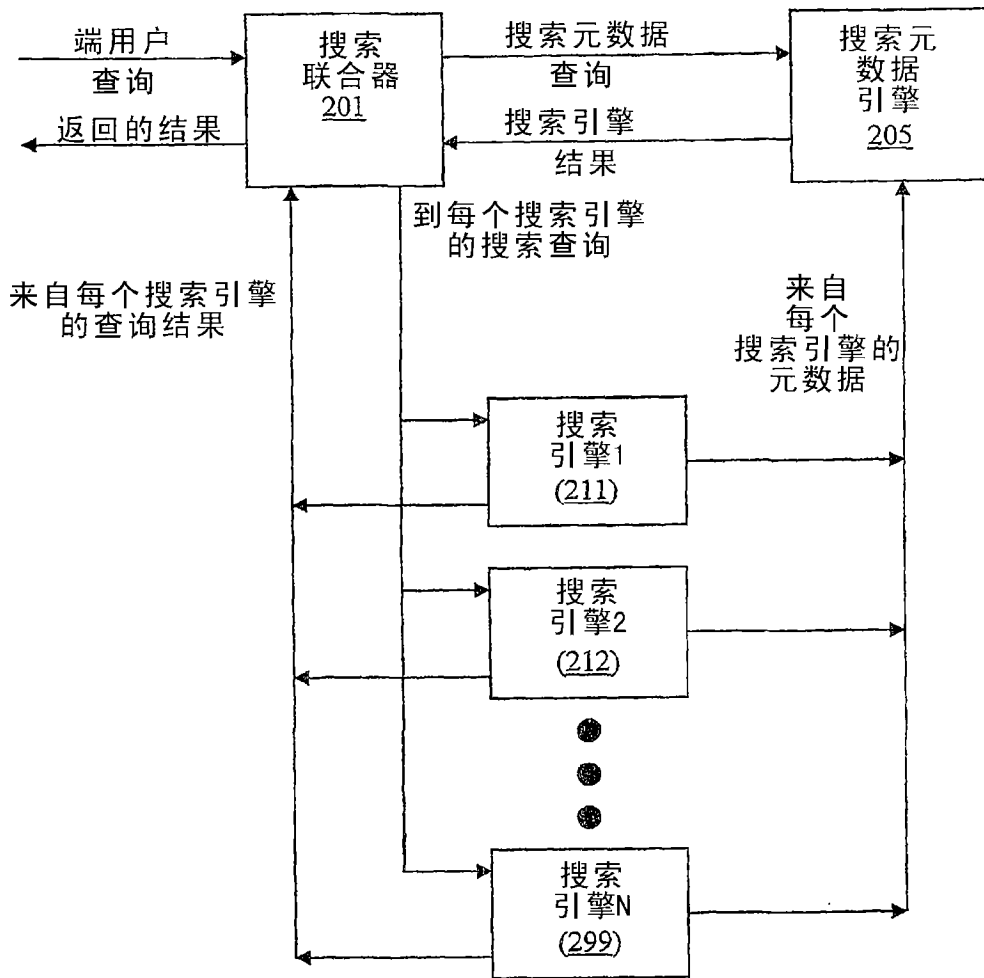 端用户
查询
返回的结果
搜索
联合器
201
搜索元数据
查询
搜索引擎
结果
搜索元
数据
引擎
205
到每个搜索引擎
的搜索查询
来自每个搜索引擎
的查询结果
来自
每个
搜索引擎的
元数据
搜索
引擎1
(211)
搜索
引擎2
(212)
搜索
引擎N
(299)